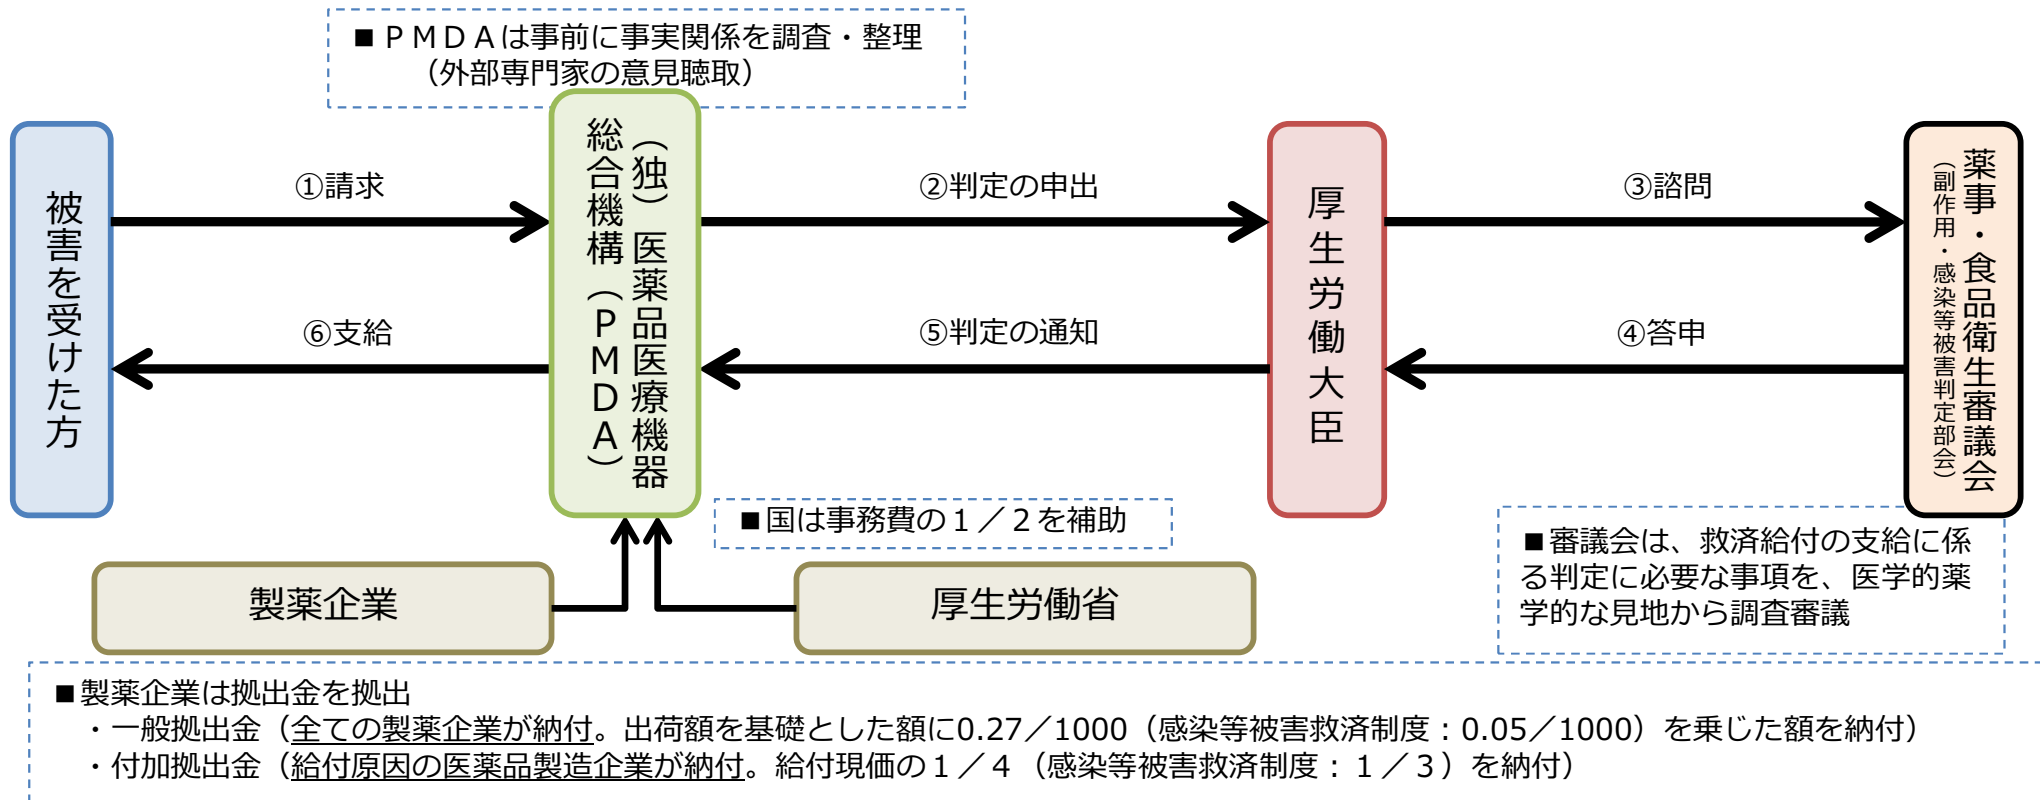 ■ＰＭＤＡは事前に事実関係を調査・整理
（外部専門家の意見聴取）
被害を受けた方
①請求
⑥支給
（独）医薬品医療機器
総合機構（ＰＭＤＡ）
②判定の申出
⑤判定の通知
厚生労働大臣
③諮問
④答申
薬事・食品衛生審議会
（副作用・感染等被害判定部会）
■国は事務費の１／２を補助
製薬企業
厚生労働省
■審議会は、救済給付の支給に係
る判定に必要な事項を、医学的薬
学的な見地から調査審議
■製薬企業は拠出金を拠出
・一般拠出金（全ての製薬企業が納付。出荷額を基礎とした額に0.27／1000（感染等被害救済制度：0.05／1000）を乗じた額を納付）
・付加拠出金（給付原因の医薬品製造企業が納付。給付現価の１／４（感染等被害救済制度：１／３）を納付）